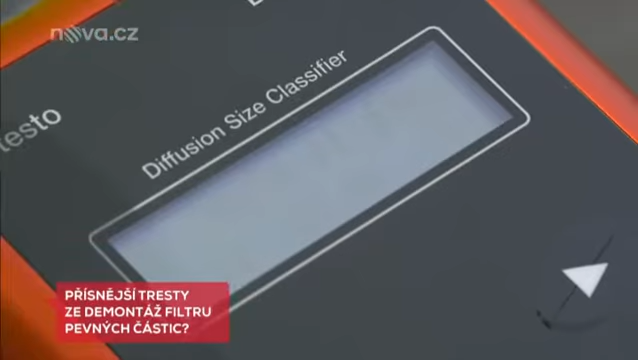 nova.cz
testo
Diffusion Size Classifier
PŘÍSNĚJŠÍ TRESTY
ZE DEMONTÁŽ FILTRU
PEVNÝCH ČÁSTIC?